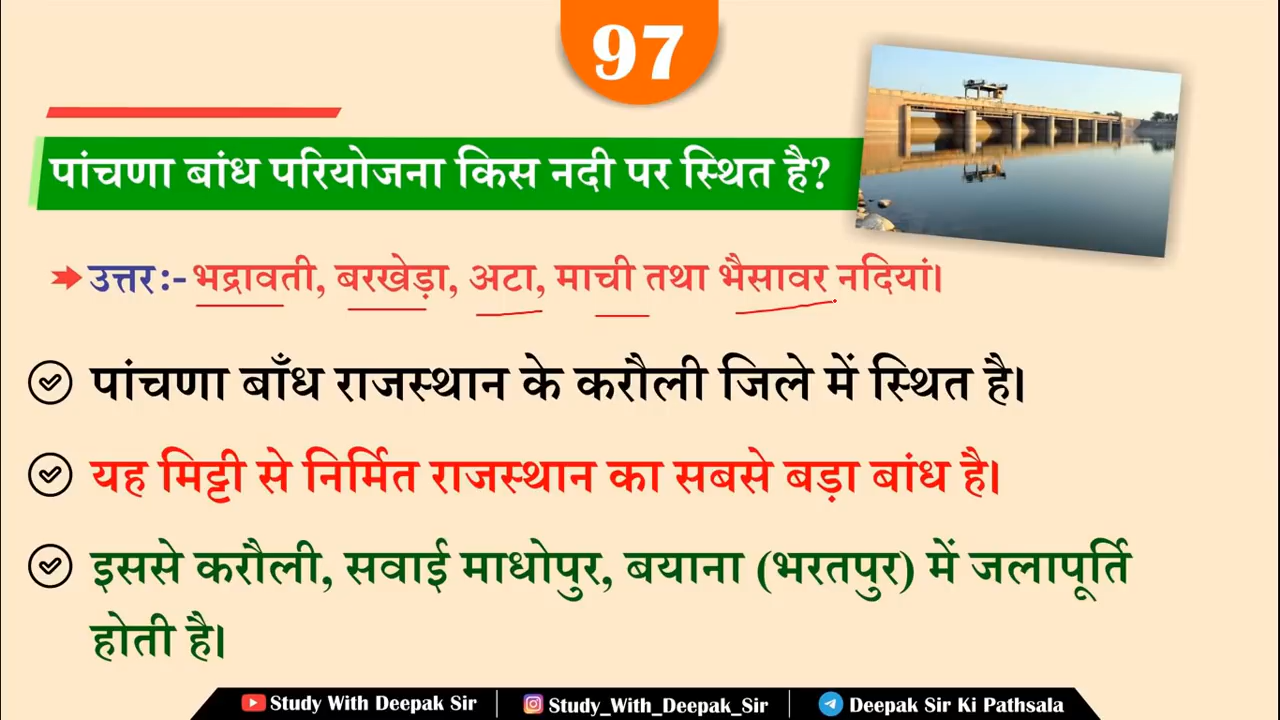 97
पांचणा बांध परियोजना किस नदी पर स्थित है?
उत्तरः- भद्रावती, बरखेड़ा, अटा, माची तथा भैसावर नदियां।
पांचणा बाँध राजस्थान के करौली जिले में स्थित है।
यह मिट्टी से निर्मित राजस्थान का सबसे बड़ा बांध है।
इससे करौली, सवाई माधोपुर, बयाना (भरतपुर) में जलापूर्ति
होती है।
Study With Deepak Sir Study_With_Deepak_Sir Deepak Sir Ki Pathsala